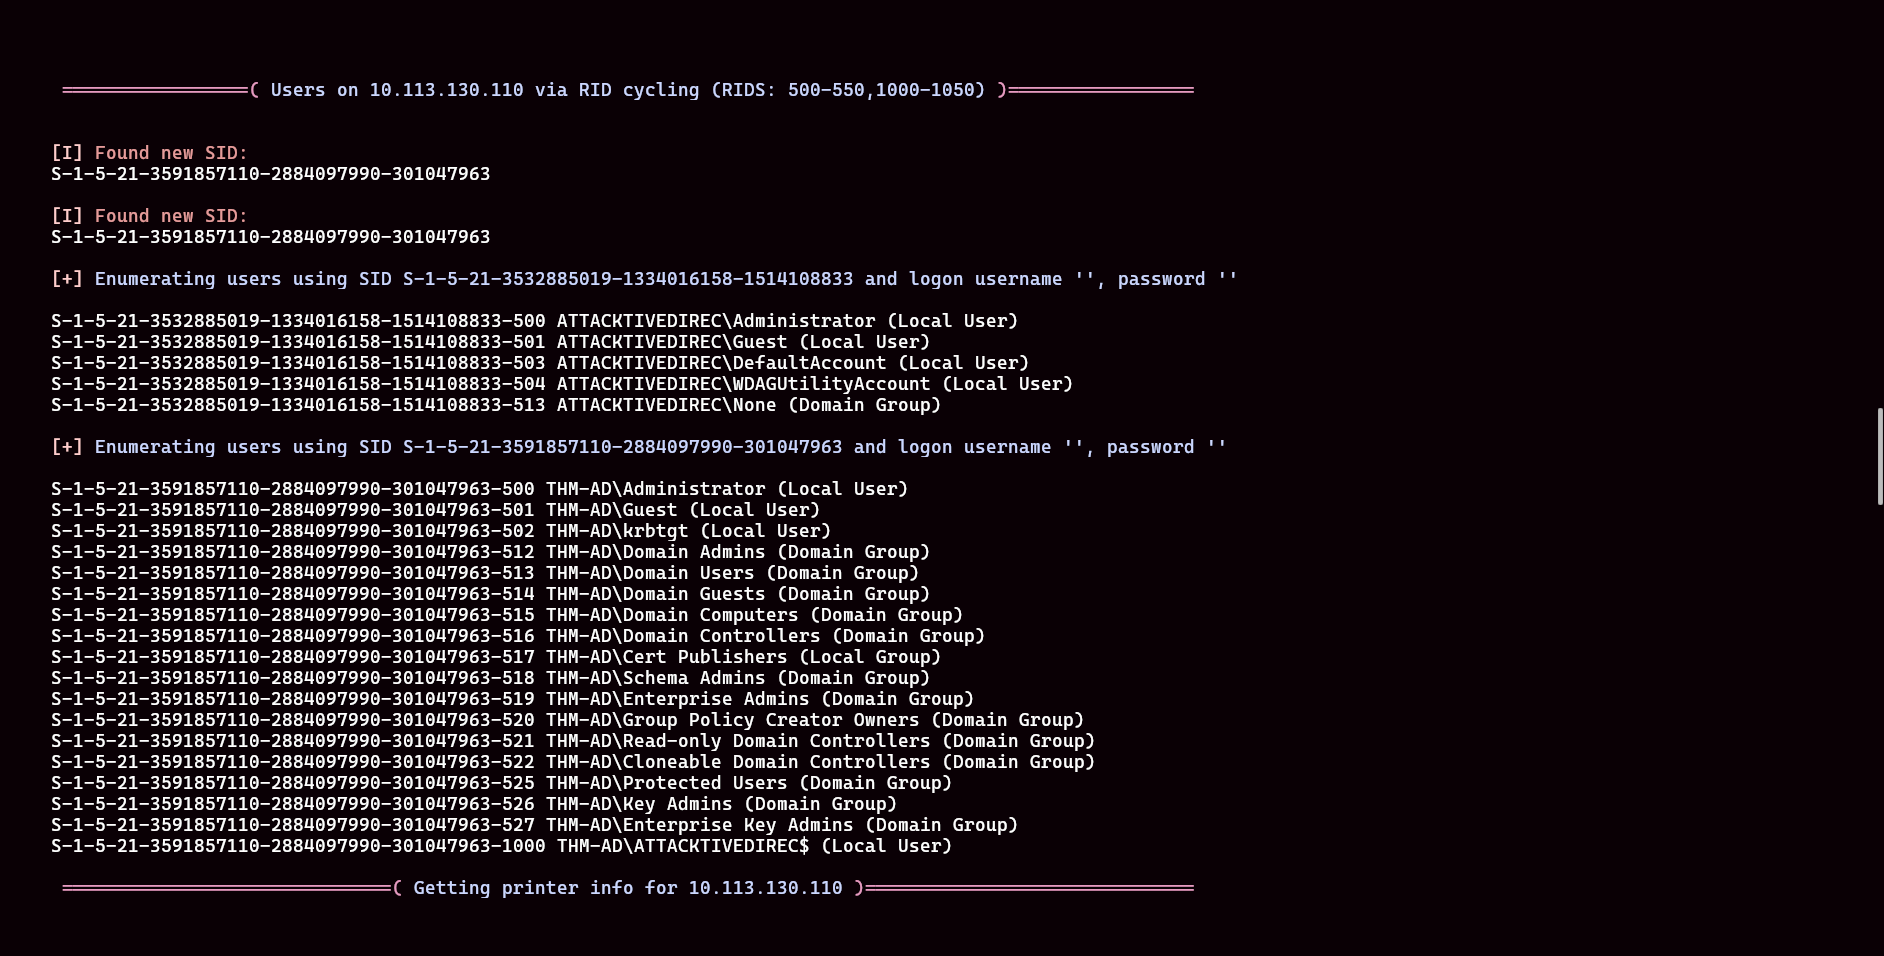 =================( Users on 10.113.130.110 via RID cycling (RIDS: 500-550,1000-1050) )=================
[I] Found new SID:
S-1-5-21-3591857110-2884097990-301047963
[I] Found new SID:
S-1-5-21-3591857110-2884097990-301047963
[+] Enumerating users using SID S-1-5-21-3532885019-1334016158-1514108833 and logon username '', password ''
S-1-5-21-3532885019-1334016158-1514108833-500 ATTACKTIVEDIREC\Administrator (Local User)
S-1-5-21-3532885019-1334016158-1514108833-501 ATTACKTIVEDIREC\Guest (Local User)
S-1-5-21-3532885019-1334016158-1514108833-503 ATTACKTIVEDIREC\DefaultAccount (Local User)
S-1-5-21-3532885019-1334016158-1514108833-504 ATTACKTIVEDIREC\WDAGUtilityAccount (Local User)
S-1-5-21-3532885019-1334016158-1514108833-513 ATTACKTIVEDIREC\None (Domain Group)
[+] Enumerating users using SID S-1-5-21-3591857110-2884097990-301047963 and logon username '', password ''
S-1-5-21-3591857110-2884097990-301047963-500 THM-AD\Administrator (Local User)
S-1-5-21-3591857110-2884097990-301047963-501 THM-AD\Guest (Local User)
S-1-5-21-3591857110-2884097990-301047963-502 THM-AD\krbtgt (Local User)
S-1-5-21-3591857110-2884097990-301047963-512 THM-AD\Domain Admins (Domain Group)
S-1-5-21-3591857110-2884097990-301047963-513 THM-AD\Domain Users (Domain Group)
S-1-5-21-3591857110-2884097990-301047963-514 THM-AD\Domain Guests (Domain Group)
S-1-5-21-3591857110-2884097990-301047963-515 THM-AD\Domain Computers (Domain Group)
S-1-5-21-3591857110-2884097990-301047963-516 THM-AD\Domain Controllers (Domain Group)
S-1-5-21-3591857110-2884097990-301047963-517 THM-AD\Cert Publishers (Local Group)
S-1-5-21-3591857110-2884097990-301047963-518 THM-AD\Schema Admins (Domain Group)
S-1-5-21-3591857110-2884097990-301047963-519 THM-AD\Enterprise Admins (Domain Group)
S-1-5-21-3591857110-2884097990-301047963-520 THM-AD\Group Policy Creator Owners (Domain Group)
S-1-5-21-3591857110-2884097990-301047963-521 THM-AD\Read-only Domain Controllers (Domain Group)
S-1-5-21-3591857110-2884097990-301047963-522 THM-AD\Cloneable Domain Controllers (Domain Group)
S-1-5-21-3591857110-2884097990-301047963-525 THM-AD\Protected Users (Domain Group)
S-1-5-21-3591857110-2884097990-301047963-526 THM-AD\Key Admins (Domain Group)
S-1-5-21-3591857110-2884097990-301047963-527 THM-AD\Enterprise Key Admins (Domain Group)
S-1-5-21-3591857110-2884097990-301047963-1000 THM-AD\ATTACKTIVEDIREC$ (Local User)
==============================( Getting printer info for 10.113.130.110 )==============================